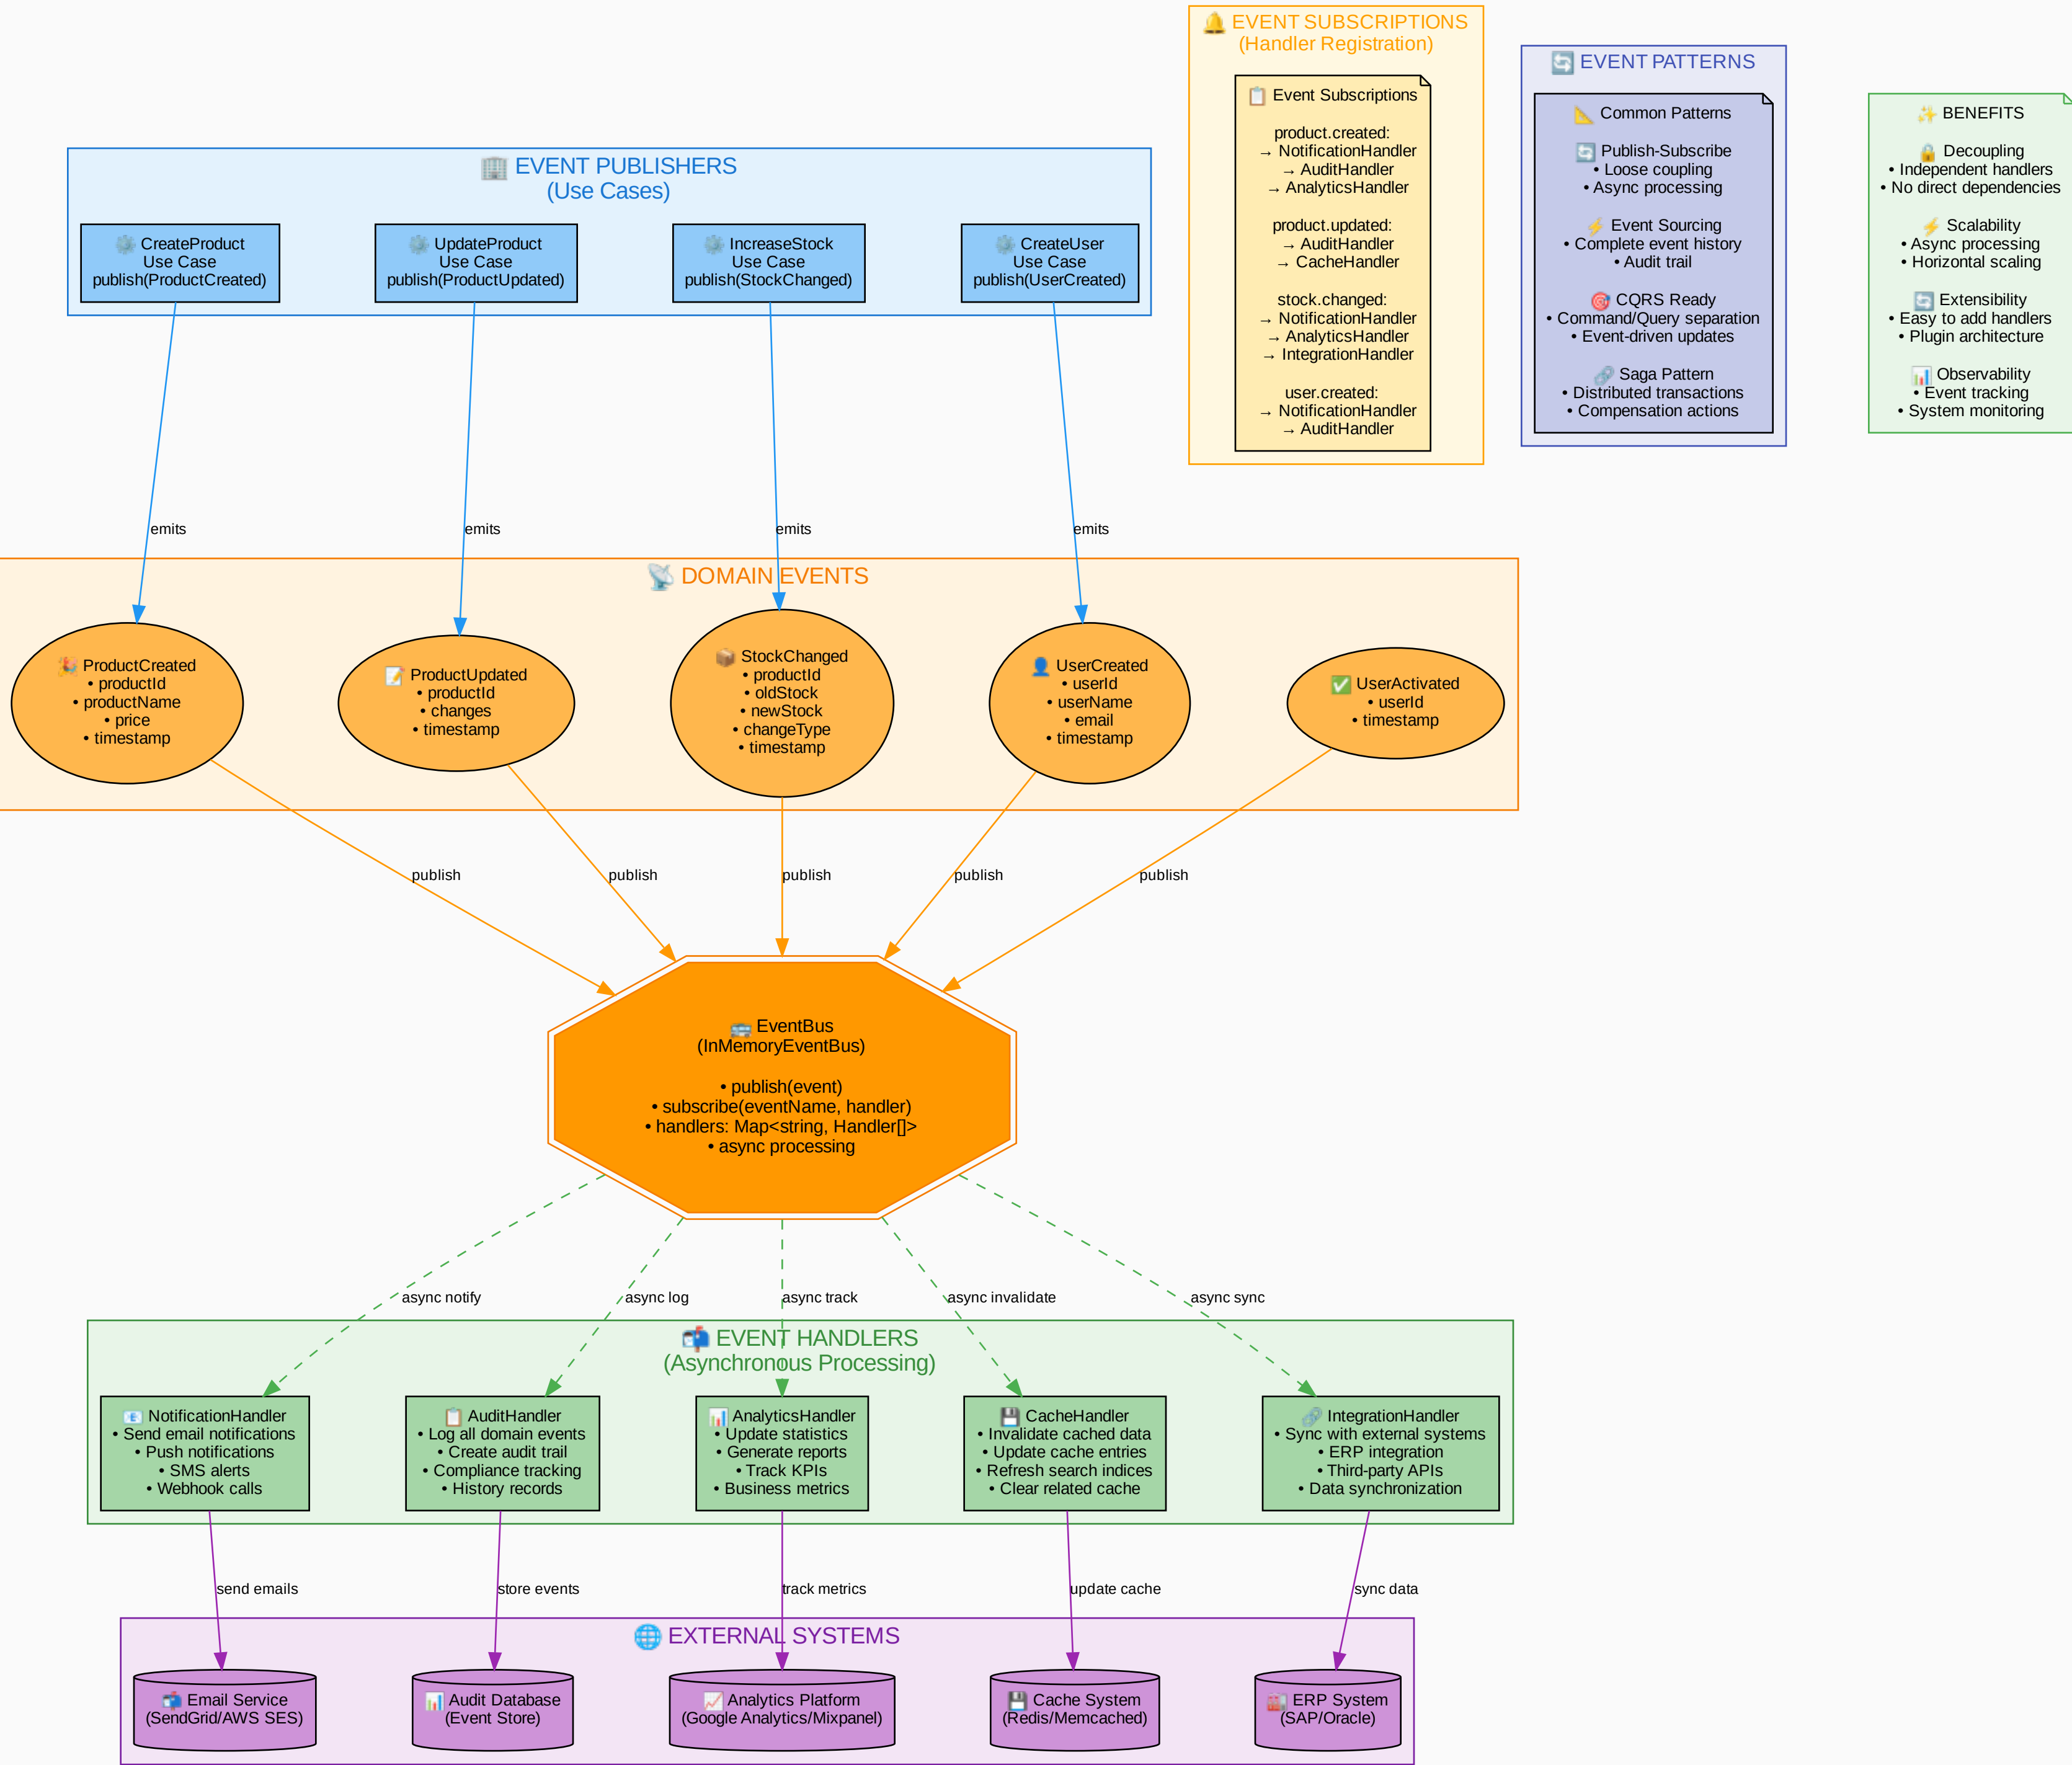 🔔 EVENT SUBSCRIPTIONS
(Handler Registration)
📋 Event Subscriptions
product.created:
→ NotificationHandler
→ AuditHandler
→ AnalyticsHandler
product.updated:
→ AuditHandler
→ CacheHandler
stock.changed:
→ NotificationHandler
→ AnalyticsHandler
→ IntegrationHandler
user.created:
→ NotificationHandler
→ AuditHandler
🔄 EVENT PATTERNS
📐 Common Patterns
🔄 Publish-Subscribe
• Loose coupling
• Async processing
⚡ Event Sourcing
• Complete event history
• Audit trail
🎯 CQRS Ready
• Command/Query separation
• Event-driven updates
🔗 Saga Pattern
• Distributed transactions
• Compensation actions
✨ BENEFITS
🔒 Decoupling
• Independent handlers
• No direct dependencies
⚡ Scalability
• Async processing
• Horizontal scaling
🔄 Extensibility
• Easy to add handlers
• Plugin architecture
📊 Observability
• Event tracking
• System monitoring
🏢 EVENT PUBLISHERS
(Use Cases)
⚙️ CreateProduct
Use Case
publish(ProductCreated)
⚙️ UpdateProduct
Use Case
publish(ProductUpdated)
⚙️ IncreaseStock
Use Case
publish(StockChanged)
⚙️ CreateUser
Use Case
publish(UserCreated)
emits
emits
emits
emits
📡 DOMAIN EVENTS
🎉 ProductCreated
• productId
• productName
• price
• timestamp
📝 ProductUpdated
• productId
• changes
• timestamp
📦 StockChanged
• productId
• oldStock
• newStock
• changeType
• timestamp
👤 UserCreated
• userId
• userName
• email
• timestamp
✅ UserActivated
• userId
• timestamp
publish
publish
publish
publish
publish
🚌 EventBus
(InMemoryEventBus)
• publish(event)
• subscribe(eventName, handler)
• handlers: Map<string, Handler[]>
• async processing
async notify
async log
async track
async invalidate
async sync
📬 EVENT HANDLERS
(Asynchronous Processing)
📧 NotificationHandler
• Send email notifications
• Push notifications
• SMS alerts
• Webhook calls
📋 AuditHandler
• Log all domain events
• Create audit trail
• Compliance tracking
• History records
📊 AnalyticsHandler
• Update statistics
• Generate reports
• Track KPIs
• Business metrics
💾 CacheHandler
• Invalidate cached data
• Update cache entries
• Refresh search indices
• Clear related cache
🔗 IntegrationHandler
• Sync with external systems
• ERP integration
• Third-party APIs
• Data synchronization
send emails
store events
track metrics
update cache
sync data
🌐 EXTERNAL SYSTEMS
📬 Email Service
(SendGrid/AWS SES)
📊 Audit Database
(Event Store)
📈 Analytics Platform
(Google Analytics/Mixpanel)
💾 Cache System
(Redis/Memcached)
🏭 ERP System
(SAP/Oracle)